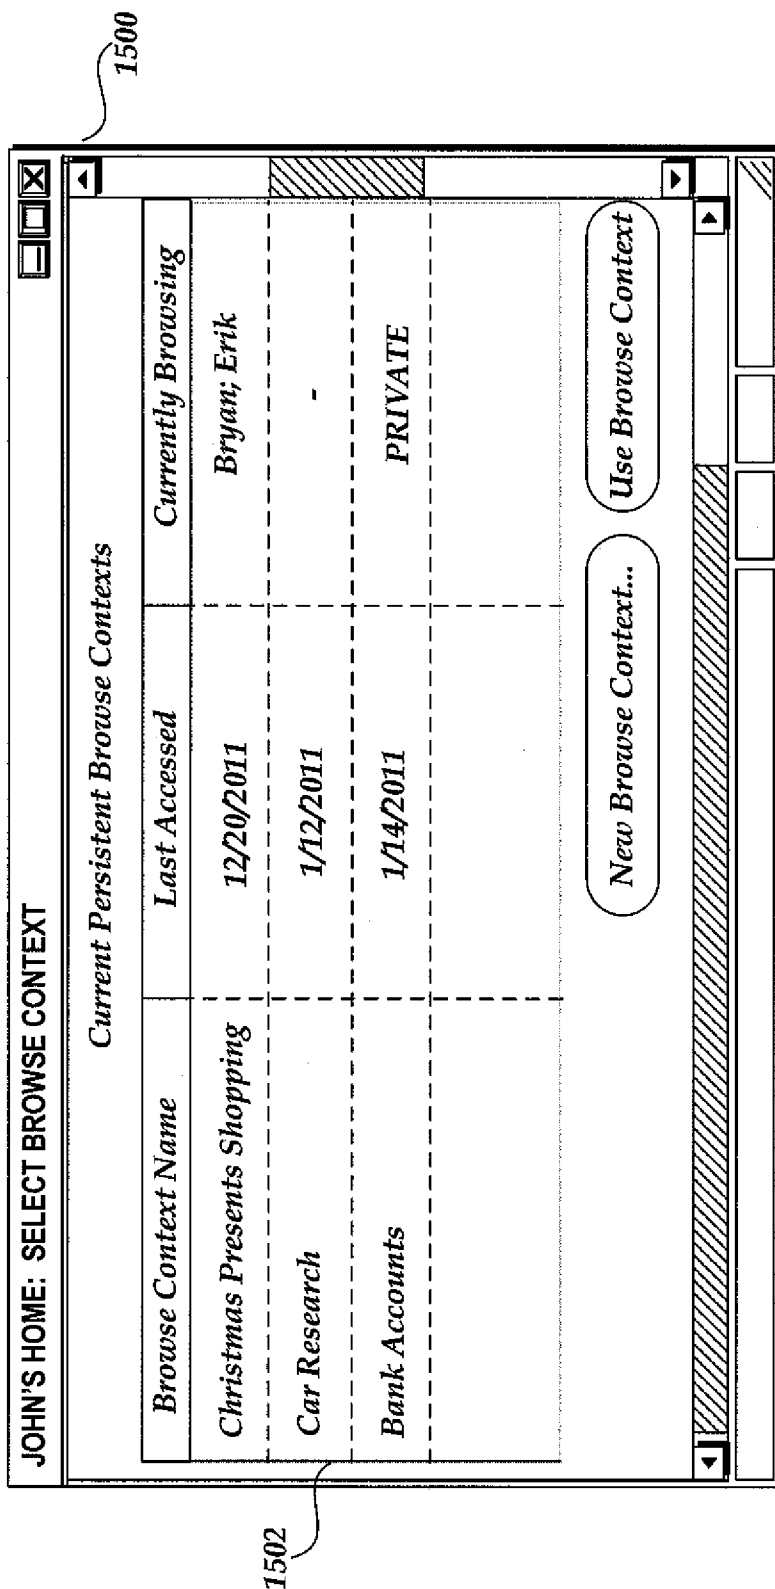 1500
JOHN'S HOME: SELECT BROWSE CONTEXT
Current Persistent Browse Contexts
Browse Context Name Last Accessed Currently Browsing
Christmas Presents Shopping 12/20/2011 Bryan; Erik
Car Research 1/12/2011 -
Bank Accounts 1/14/2011 PRIVATE
New Browse Context... Use Browse Context
1502